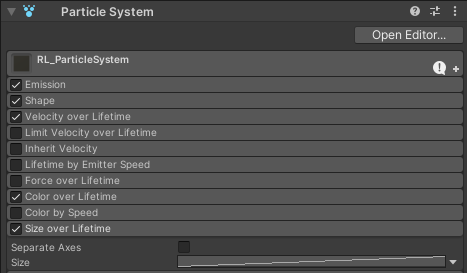 Particle System
Open Editor...
RL_ParticleSystem
Emission
Shape
Velocity over Lifetime
Limit Velocity over Lifetime
Inherit Velocity
Lifetime by Emitter Speed
Force over Lifetime
Color over Lifetime
Color by Speed
Size over Lifetime
Separate Axes
Size